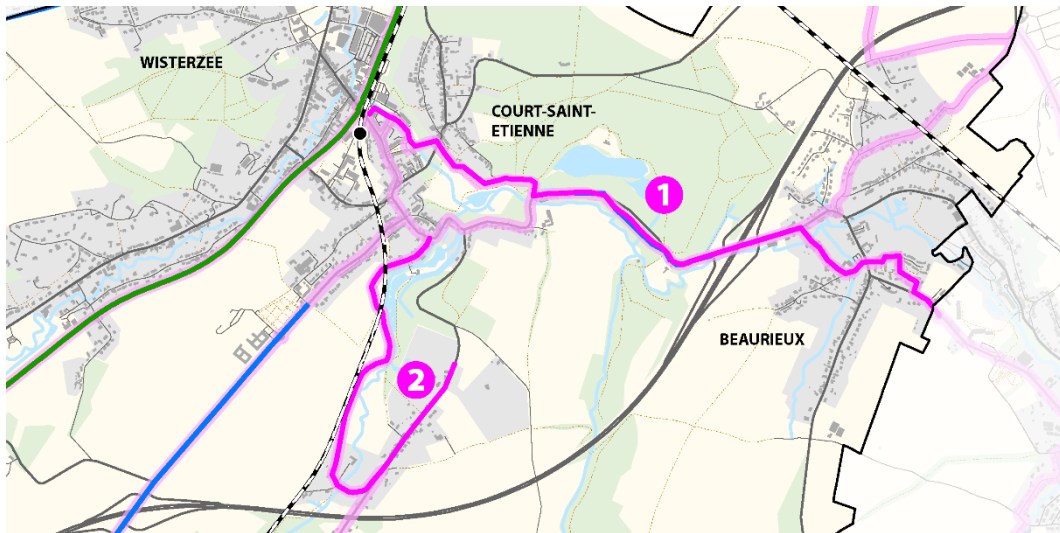 WISTERZEE
COURT-SAINT-
ETIENNE
1
BEAURIEUX
2